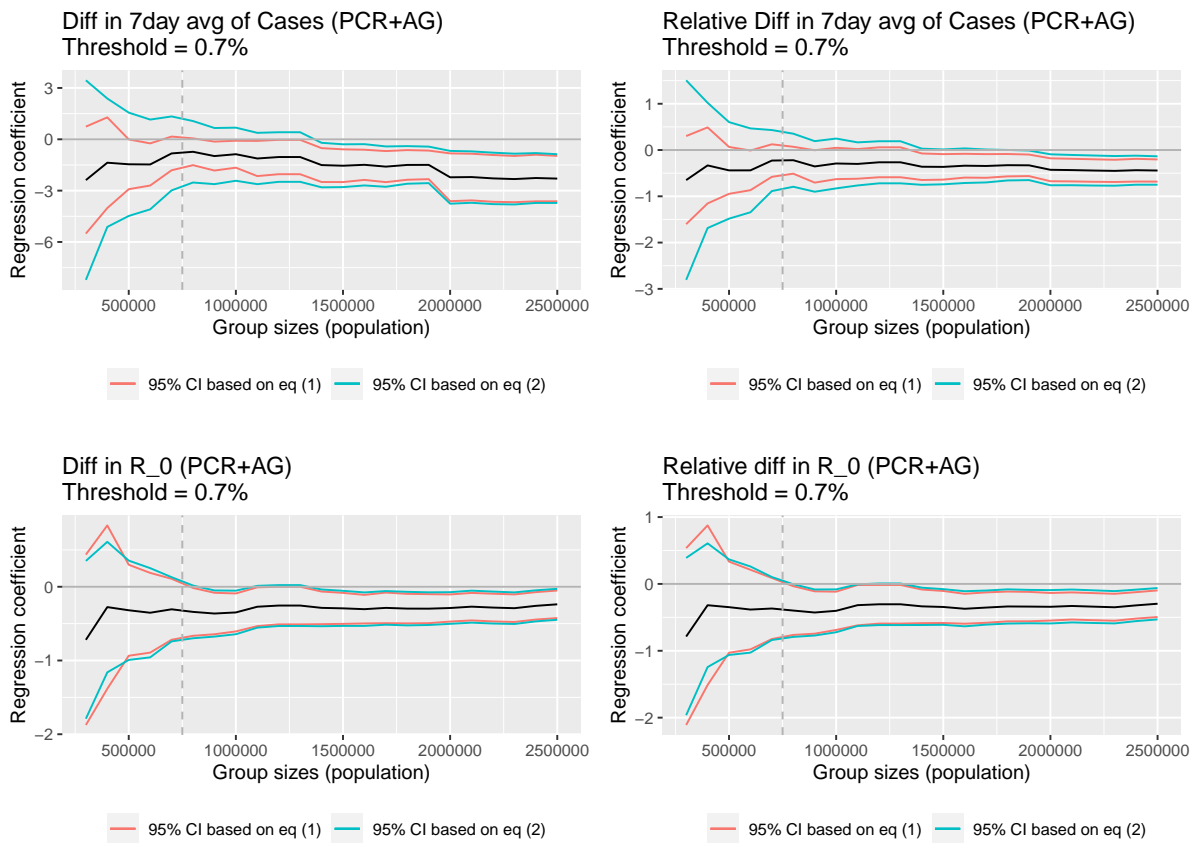 Diff in 7day avg of Cases (PCR+AG)
Threshold = 0.7%
Regression coefficient
3
0
−3
−6
500000 1000000 1500000 2000000 2500000
Group sizes (population)
95% CI based on eq (1) 95% CI based on eq (2)
Relative Diff in 7day avg of Cases (PCR+AG)
Threshold = 0.7%
Regression coefficient
1
0
−1
−2
−3
500000 1000000 1500000 2000000 2500000
Group sizes (population)
95% CI based on eq (1) 95% CI based on eq (2)
Diff in R_0 (PCR+AG)
Threshold = 0.7%
Regression coefficient
0
−1
−2
500000 1000000 1500000 2000000 2500000
Group sizes (population)
95% CI based on eq (1) 95% CI based on eq (2)
Relative diff in R_0 (PCR+AG)
Threshold = 0.7%
Regression coefficient
1
0
−1
−2
500000 1000000 1500000 2000000 2500000
Group sizes (population)
95% CI based on eq (1) 95% CI based on eq (2)